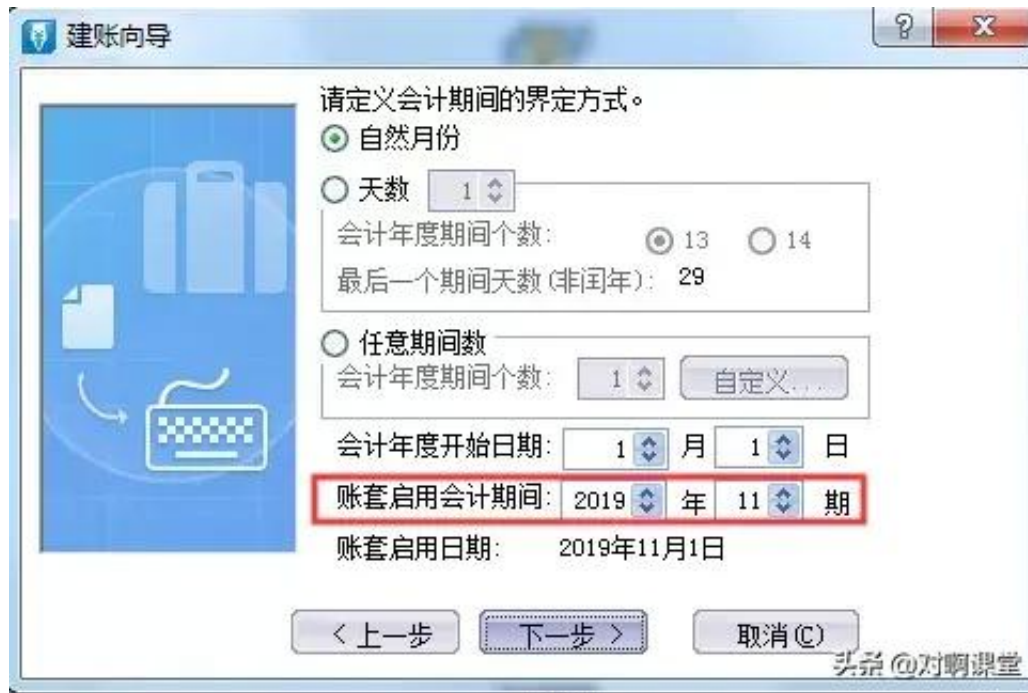 建账向导
请定义会计期间的界定方式。
自然月份
天数 1
会计年度期间个数: 13 14
最后一个期间天数(非闰年): 29
任意期间数
会计年度期间个数: 1 自定义...
会计年度开始日期: 1 月 1 日
账套启用会计期间: 2019 年 11 期
账套启用日期: 2019年11月1日
<上一步 下一步> 取消(C)
头条 @对啊课堂